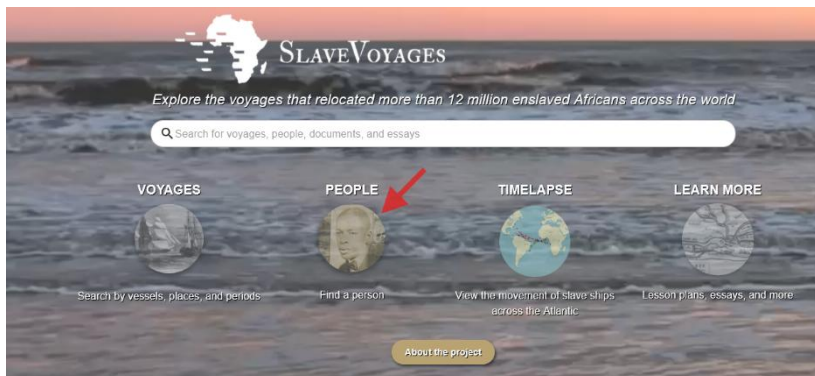 SLAVEVOYAGES
Explore the voyages that relocated more than 12 million enslaved Africans across the world
Search for voyages, people, documents, and essays
VOYAGES
Search by vessels, places, and periods
PEOPLE
Find a person
TIMELAPSE
View the movement of slave ships
across the Atlantic
LEARN MORE
Lesson plans, essays, and more
About the project